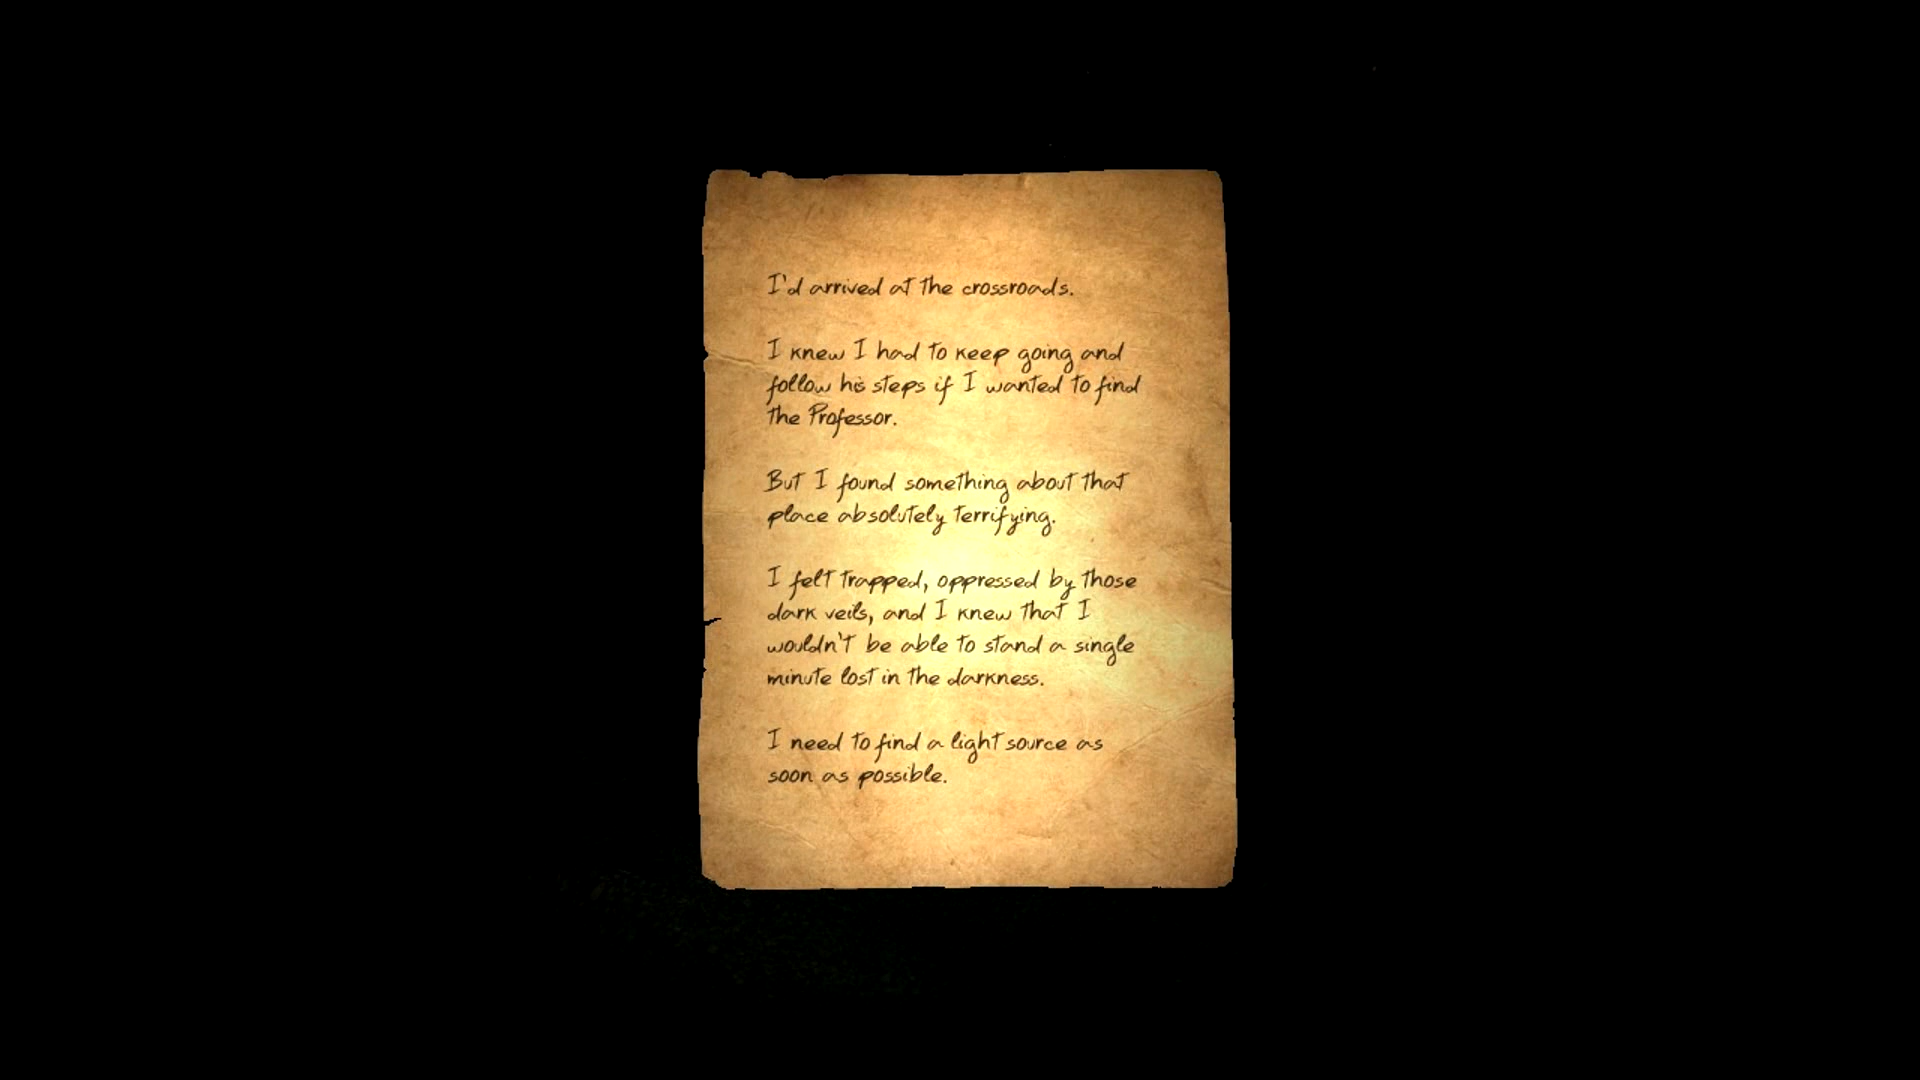 I'd arrived at the crossroads.
I knew I had to keep going and
follow his steps if I wanted to find
the Professor.
But I found something about that
place absolutely terrifying.
I felt trapped, oppressed by those
dark veils, and I knew that I
wouldn't be able to stand a single
minute lost in the darkness.
I need to find a light source as
soon as possible.